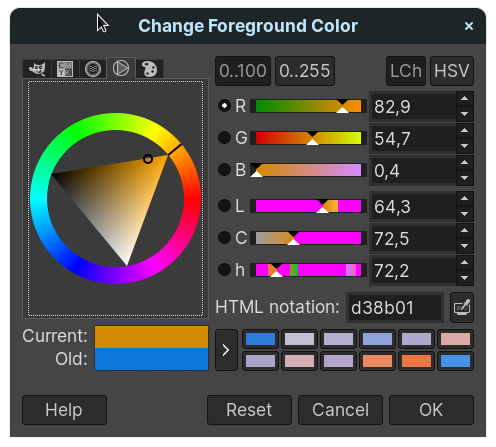 Change Foreground Color ×
0..100 0..255 LCh HSV
R 82,9
G 54,7
B 0,4
L 64,3
C 72,5
h 72,2
HTML notation: d38b01
Current:
Old:
Help Reset Cancel OK